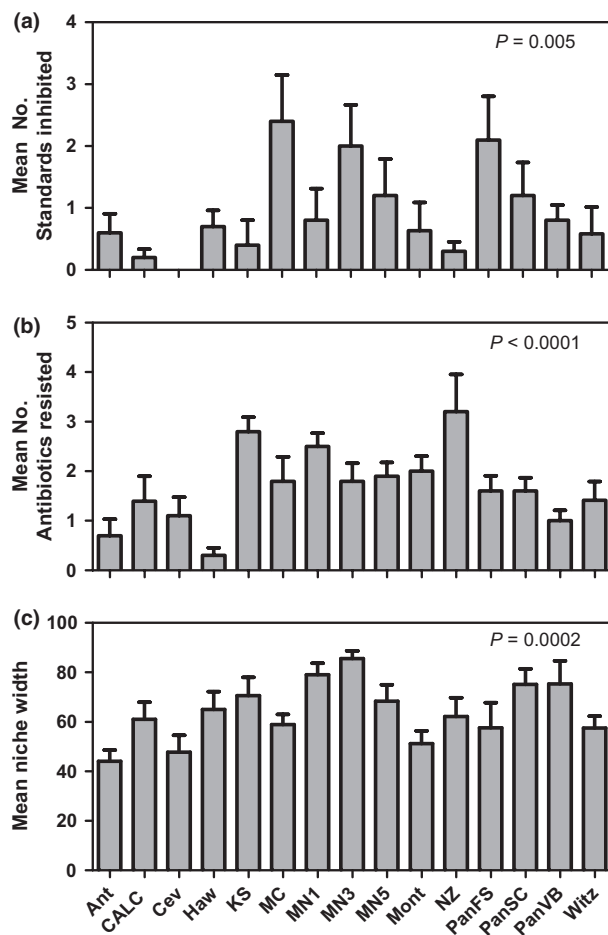 (a)
4
3
2
1
0
Mean No.
Standards inhibited
P = 0.005
(b)
5
4
3
2
1
0
Mean No.
Antibiotics resisted
P < 0.0001
(c)
100
80
60
40
20
0
Mean niche width
P = 0.0002
Ant CALC Cev Haw KS MC MN1 MN3 MN5 Mont NZ PanFS PanSC PanVB Witz